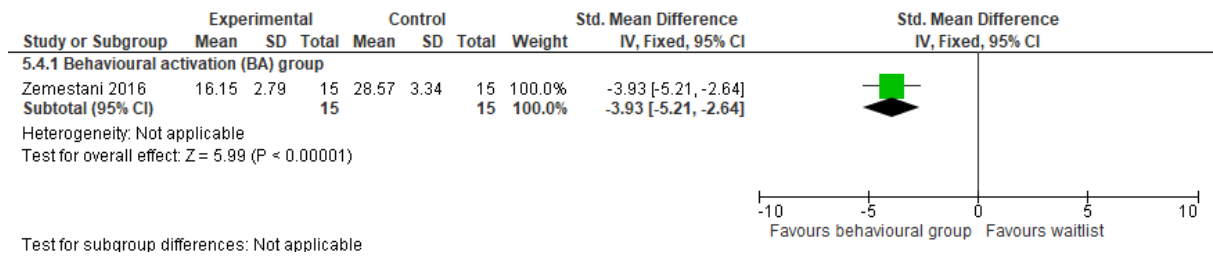 Experimental Control Std. Mean Difference Std. Mean Difference
Study or Subgroup Mean SD Total Mean SD Total Weight IV, Fixed, 95% CI IV, Fixed, 95% CI
5.4.1 Behavioural activation (BA) group
Zemestani 2016 16.15 2.79 15 28.57 3.34 15 100.0% -3.93 [-5.21, -2.64]
Subtotal (95% CI) 15 15 100.0% -3.93 [-5.21, -2.64]
Heterogeneity: Not applicable
Test for overall effect: Z = 5.99 (P < 0.00001)
-10 -5 0 5 10
Favours behavioural group Favours waitlist
Test for subgroup differences: Not applicable